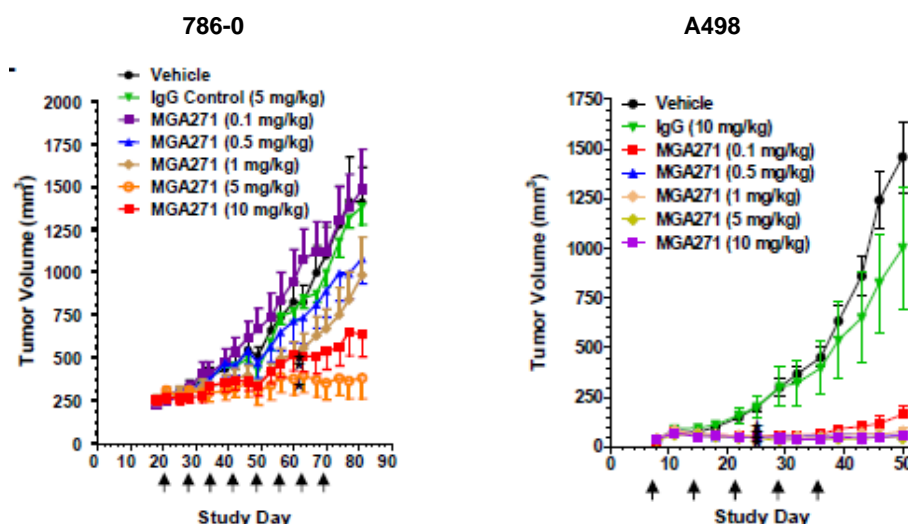 786-0
A498
Vehicle
IgG Control (5 mg/kg)
MGA271 (0.1 mg/kg)
MGA271 (0.5 mg/kg)
MGA271 (1 mg/kg)
MGA271 (5 mg/kg)
MGA271 (10 mg/kg)
Tumor Volume (mm³)
2000
1750
1500
1250
1000
750
500
250
0
0 10 20 30 40 50 60 70 80 90
Study Day
Vehicle
IgG (10 mg/kg)
MGA271 (0.1 mg/kg)
MGA271 (0.5 mg/kg)
MGA271 (1 mg/kg)
MGA271 (5 mg/kg)
MGA271 (10 mg/kg)
Tumor Volume (mm³)
1750
1500
1250
1000
750
500
250
0
0 10 20 30 40 50
Study Day